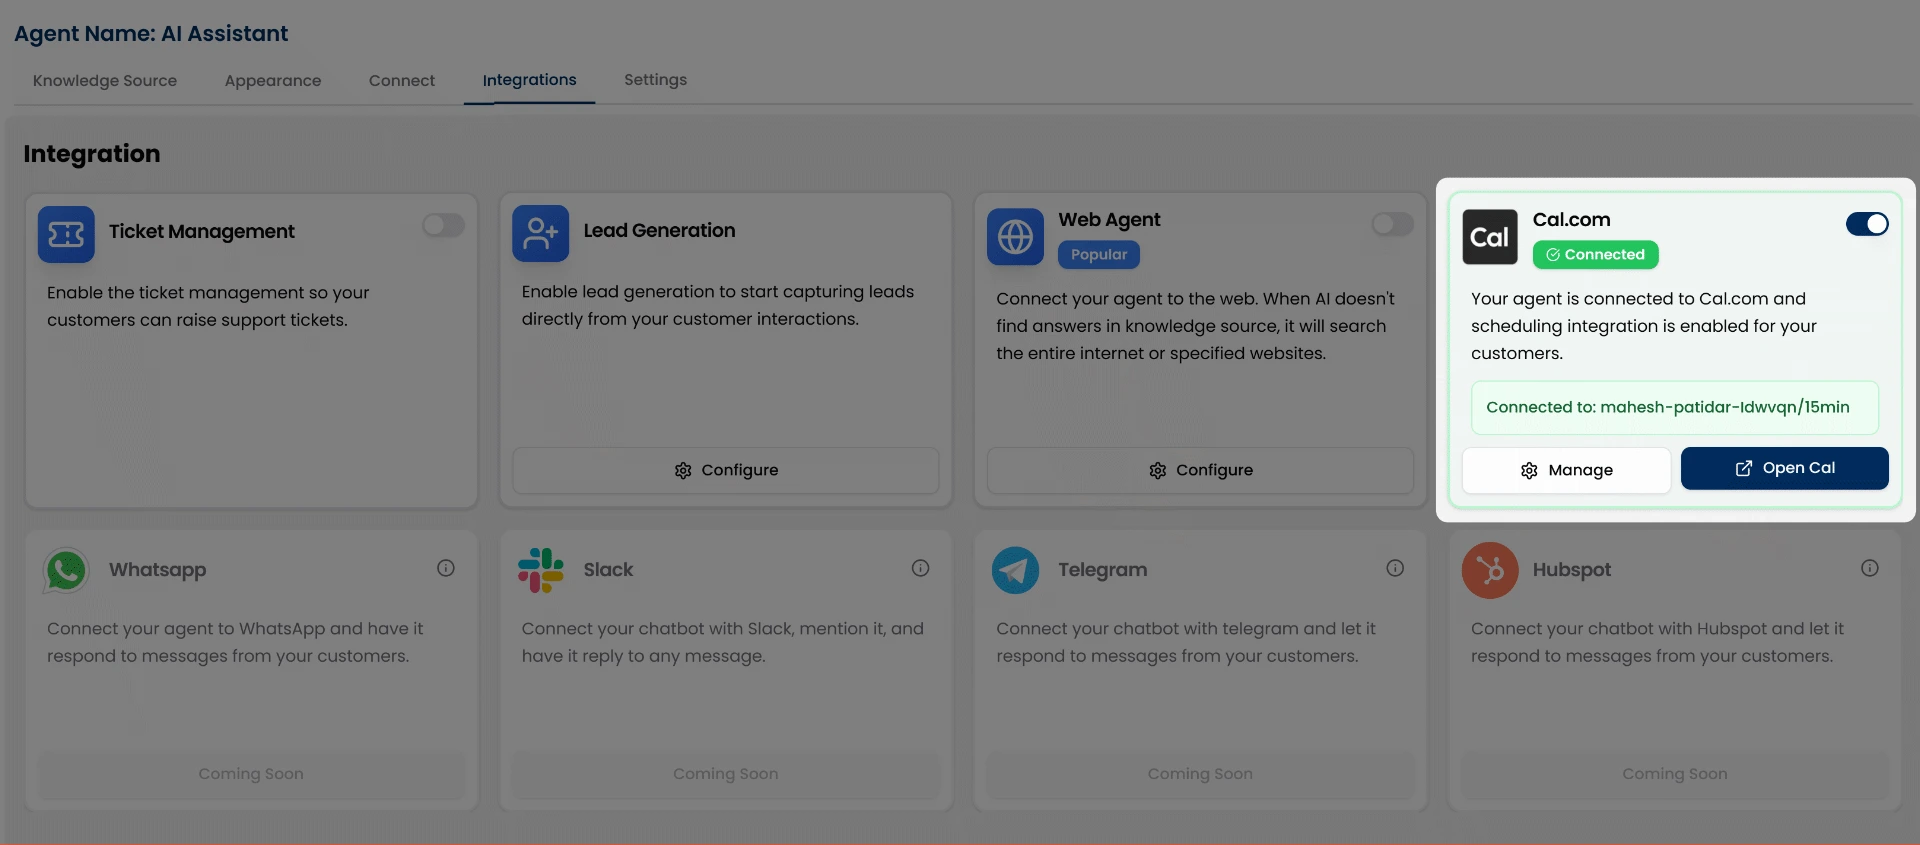 Agent Name: AI Assistant
Knowledge Source
Appearance
Connect
Integrations
Settings
Integration
Ticket Management
Enable the ticket management so your
customers can raise support tickets.
Lead Generation
Enable lead generation to start capturing leads
directly from your customer interactions.
Configure
Web Agent
Popular
Connect your agent to the web. When AI doesn't
find answers in knowledge source, it will search
the entire internet or specified websites.
Configure
Cal
Cal.com
Connected
Your agent is connected to Cal.com and
scheduling integration is enabled for your
customers.
Connected to: mahesh-patidar-ldwvqn/15min
Manage
Open Cal
Whatsapp
Connect your agent to WhatsApp and have it
respond to messages from your customers.
Coming Soon
Slack
Connect your chatbot with Slack, mention it, and
have it reply to any message.
Coming Soon
Telegram
Connect your chatbot with telegram and let it
respond to messages from your customers.
Coming Soon
Hubspot
Connect your chatbot with Hubspot and let it
respond to messages from your customers.
Coming Soon